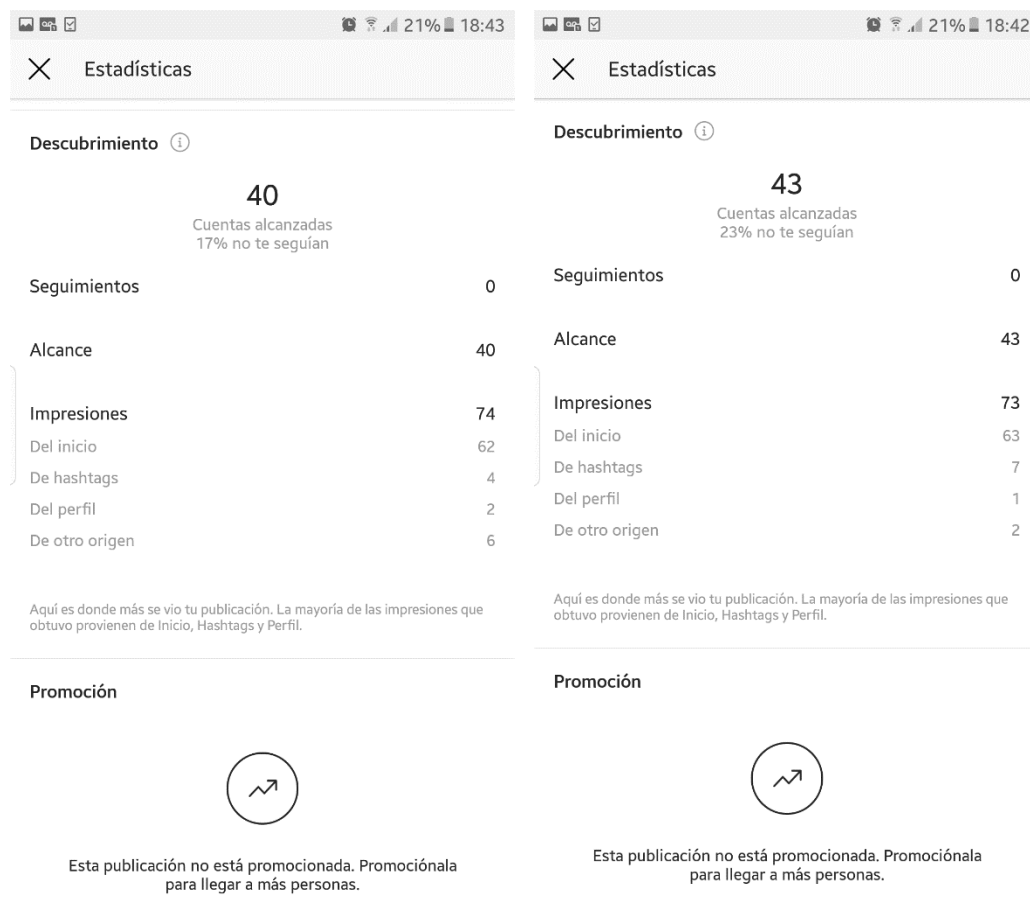 21% 18:43
Estadísticas
Descubrimiento
40
Cuentas alcanzadas
17% no te seguían
Seguimientos 0
Alcance 40
Impresiones 74
Del inicio 62
De hashtags 4
Del perfil 2
De otro origen 6
Aquí es donde más se vio tu publicación. La mayoría de las impresiones que
obtuvo provienen de Inicio, Hashtags y Perfil.
Promoción
Esta publicación no está promocionada. Promociónala
para llegar a más personas.
21% 18:42
Estadísticas
Descubrimiento
43
Cuentas alcanzadas
23% no te seguían
Seguimientos 0
Alcance 43
Impresiones 73
Del inicio 63
De hashtags 7
Del perfil 1
De otro origen 2
Aquí es donde más se vio tu publicación. La mayoría de las impresiones que
obtuvo provienen de Inicio, Hashtags y Perfil.
Promoción
Esta publicación no está promocionada. Promociónala
para llegar a más personas.